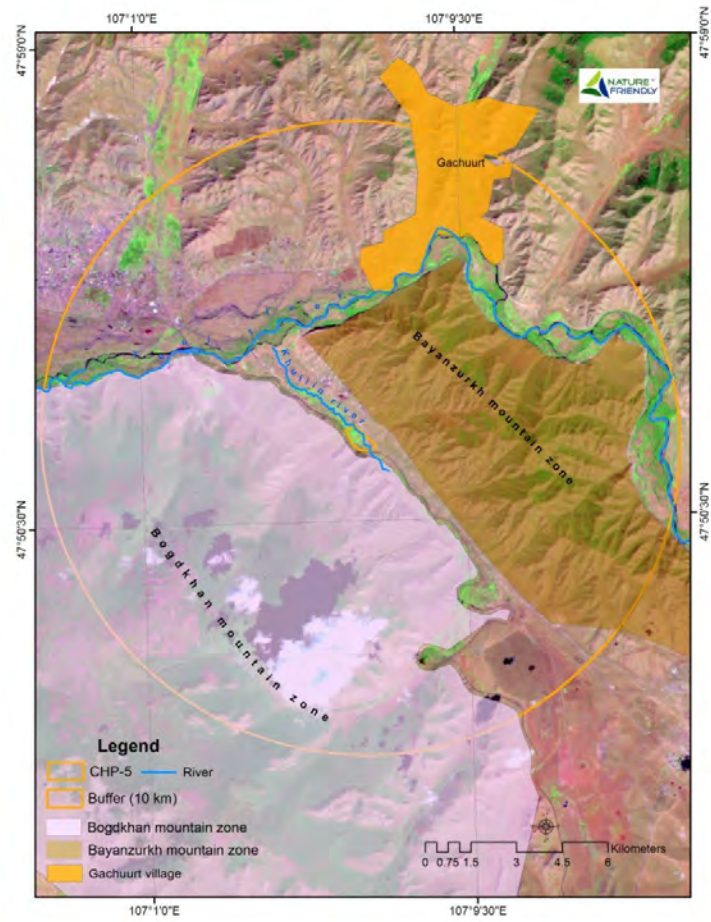 107°1'0"E
107°9'30"E
47°59'0"N
47°59'0"N
NATURE
FRIENDLY
Gachuurt
Khuiiin river
Bayanzurkh mountain zone
47°50'30"N
47°50'30"N
Bogdkhan mountain zone
Legend
CHP-5
River
Buffer (10 km)
Bogdkhan mountain zone
Bayanzurkh mountain zone
Gachuurt village
Kilometers
0 0.75 1.5 3 4.5 6
107°1'0"E
107°9'30"E